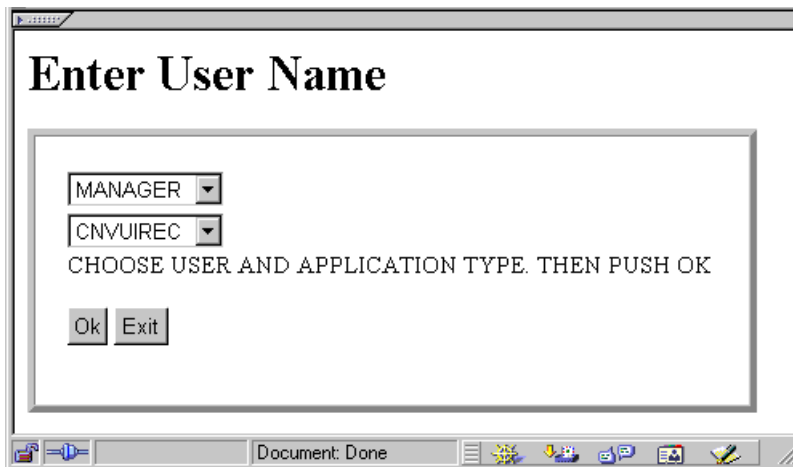 Enter User Name
MANAGER
CNVUIREC
CHOOSE USER AND APPLICATION TYPE. THEN PUSH OK
Ok Exit
Document: Done